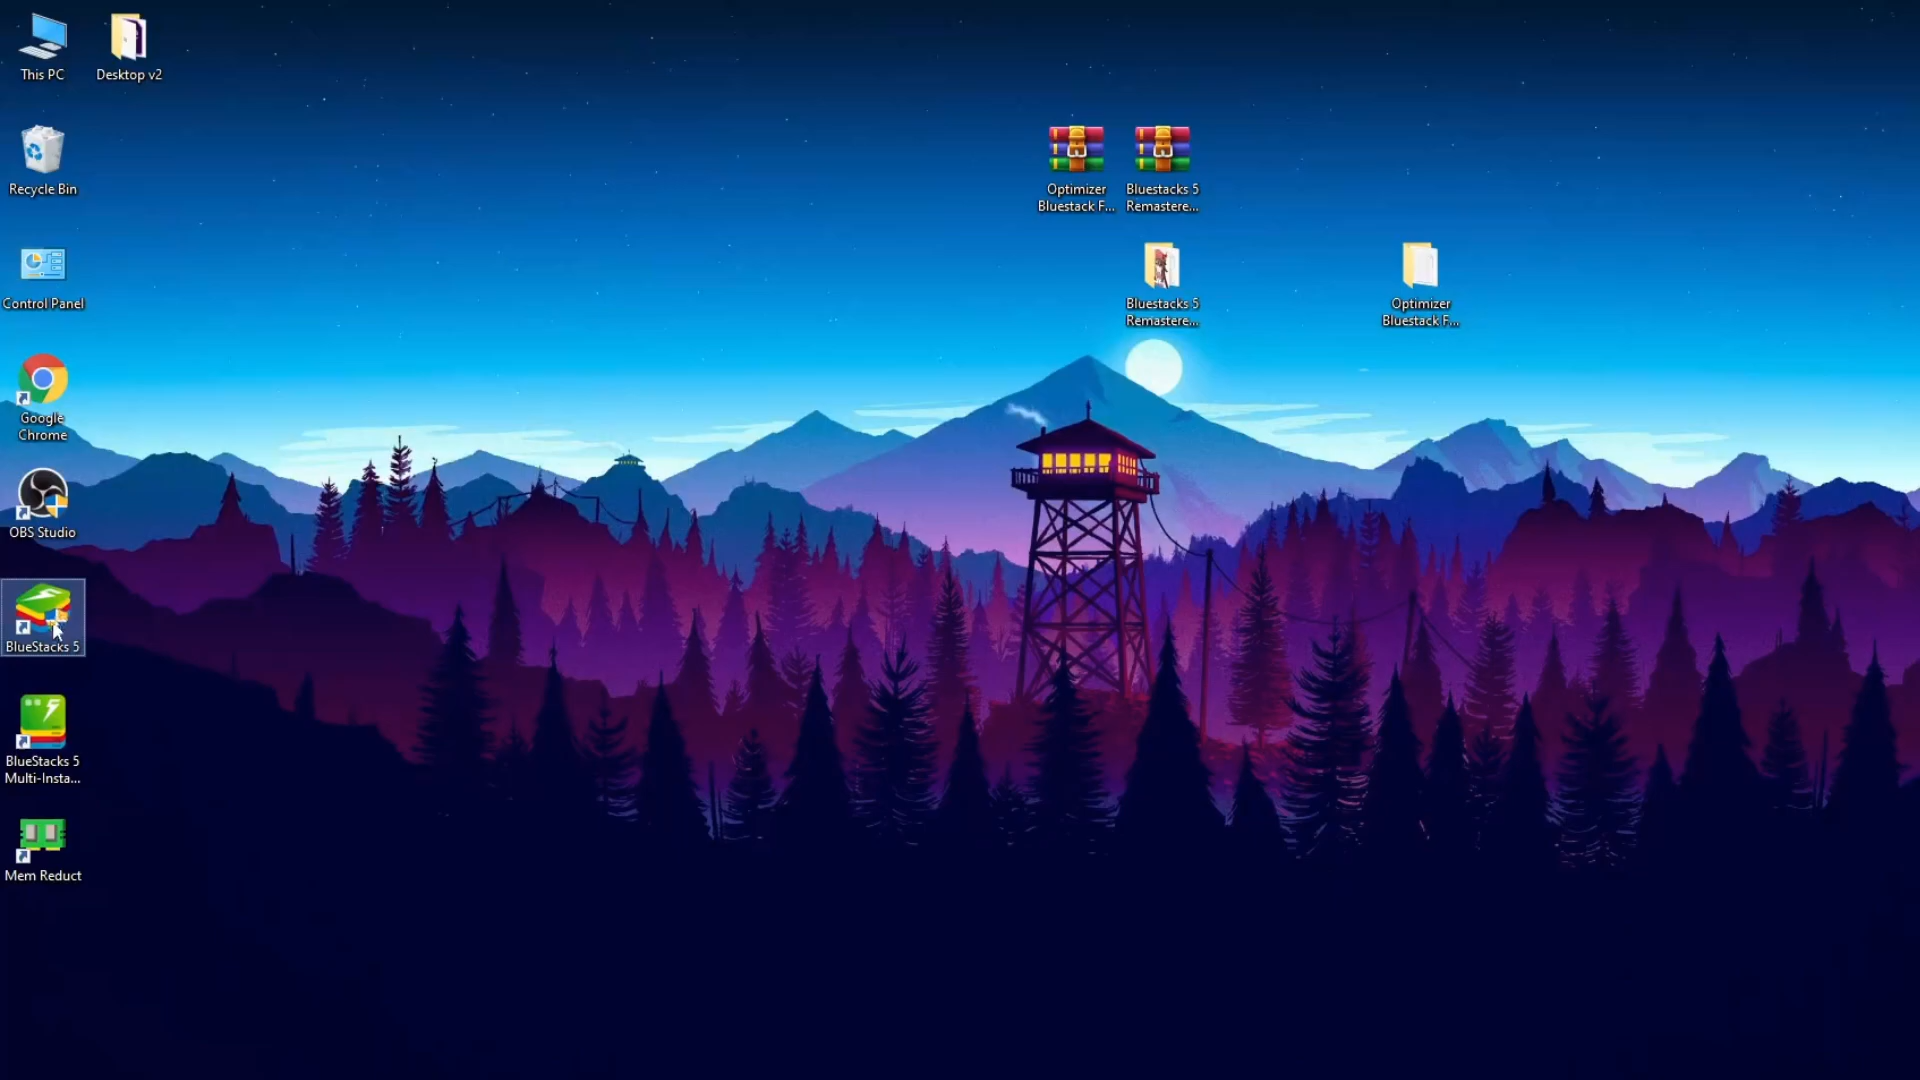 This PC
Desktop v2
Recycle Bin
Control Panel
Google
Chrome
OBS Studio
BlueStacks 5
BlueStacks 5
Multi-Insta...
Mem Reduct
Optimizer
Bluestack F...
Bluestacks 5
Remastere...
Bluestacks 5
Remastere...
Optimizer
Bluestack F...